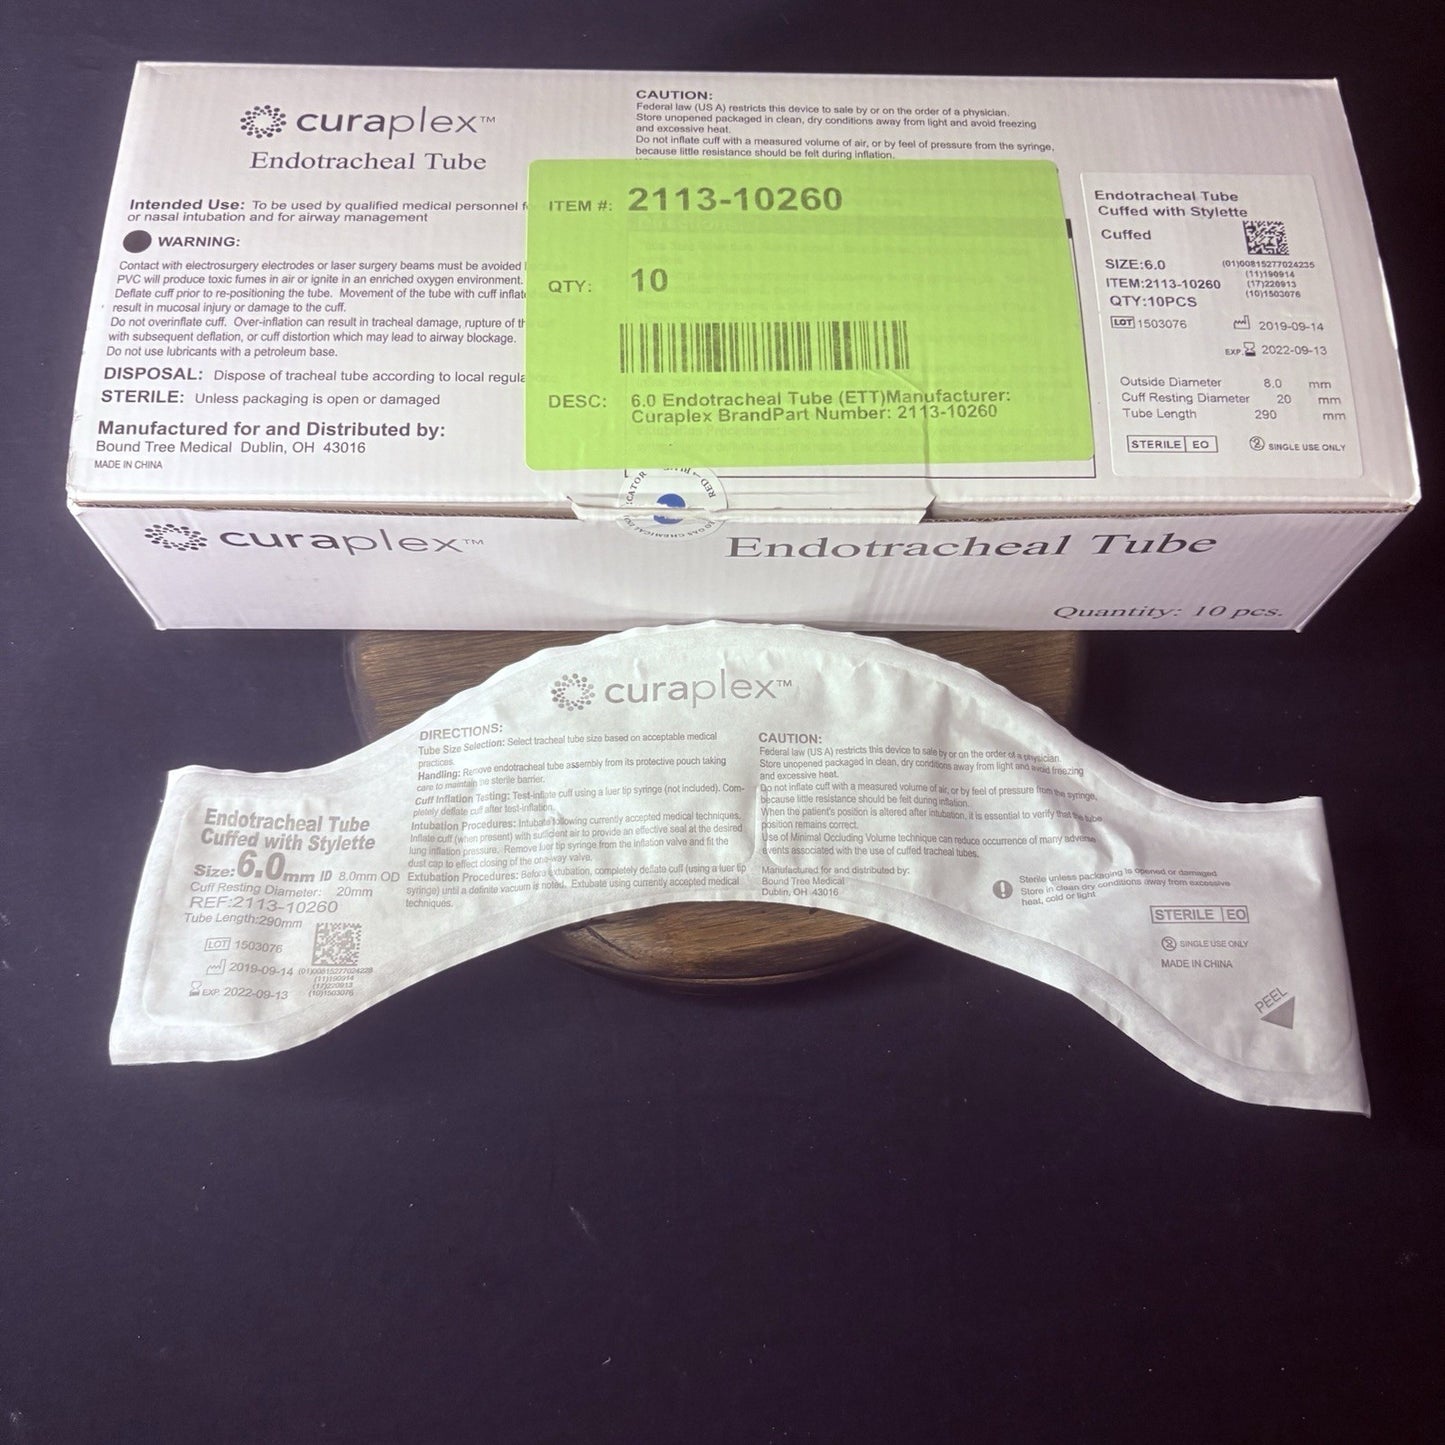 curaplex™
Endotracheal Tube
Intended Use: To be used by qualified medical personnel f
or nasal intubation and for airway management
WARNING:
Contact with electrosurgery electrodes or laser surgery beams must be avoided
PVC will produce toxic fumes in air or ignite in an enriched oxygen environment.
Deflate cuff prior to re-positioning the tube. Movement of the tube with cuff inflat
result in mucosal injury or damage to the cuff.
Do not overinflate cuff. Over-inflation can result in tracheal damage, rupture of th
with subsequent deflation, or cuff distortion which may lead to airway blockage.
Do not use lubricants with a petroleum base.
DISPOSAL: Dispose of tracheal tube according to local regula
STERILE: Unless packaging is open or damaged
Manufactured for and Distributed by:
Bound Tree Medical Dublin, OH 43016
MADE IN CHINA
CAUTION:
Federal law (US A) restricts this device to sale by or on the order of a physician.
Store unopened packaged in clean, dry conditions away from light and avoid freezing
and excessive heat.
Do not inflate cuff with a measured volume of air, or by feel of pressure from the syringe,
because little resistance should be felt during inflation.
ITEM #: 2113-10260
QTY: 10
DESC: 6.0 Endotracheal Tube (ETT)Manufacturer:
Curaplex BrandPart Number: 2113-10260
Endotracheal Tube
Cuffed with Stylette
Cuffed
SIZE:6.0
ITEM:2113-10260
QTY:10PCS
(01)00815277024235
(11)190914
(17)220913
(10)1503076
LOT 1503076
2019-09-14
EXP. 2022-09-13
Outside Diameter 8.0 mm
Cuff Resting Diameter 20 mm
Tube Length 290 mm
STERILE EO
2 SINGLE USE ONLY
CATOR
RED
curaplex™
Endotracheal Tube
Quantity: 10 pcs.
curaplex™
Endotracheal Tube
Cuffed with Stylette
Size:6.0mm ID 8.0mm OD
Cuff Resting Diameter: 20mm
REF:2113-10260
Tube Length:290mm
LOT 1503076
2019-09-14
EXP. 2022-09-13
(01)00815277024228
(11)190914
(17)220913
(10)1503076
DIRECTIONS:
Tube Size Selection: Select tracheal tube size based on acceptable medical
practices.
Handling: Remove endotracheal tube assembly from its protective pouch taking
care to maintain he sterile barrier.
Cuff Inflation Testing: Test-inflate cuff using a luer tip syringe (not included). Com-
pletely deflate cuff after test-inflation.
Intubation Procedures: Intubate following currently accepted medical techniques.
Inflate cuff (when present) with sufficient air to provide an effective seal at the desired
lung inflation pressure. Remove luer tip syringe from the inflation valve and fit the
dust cap to effect closing of the one-way valve.
Extubation Procedures: Before extubation, completely deflate cuff (using a luer tip
syringe) until a definite vacuum is noted. Extubate using currently accepted medical
techniques.
CAUTION:
Federal law (US A) restricts this device to sale by or on the order of a physician.
Store unopened packaged in clean, dry conditions away from light and avoid freezing
and excessive heat.
Do not inflate cuff with a measured volume of air, or by feel of pressure from the syringe,
because little resistance should be felt during inflation.
When the patient's position is altered after intubation, it is essential to verify that the tube
position remains correct.
Use of Minimal Occluding Volume technique can reduce occurrence of many adverse
events associated with the use of cuffed tracheal tubes.
Manufactured for and distributed by:
Bound Tree Medical
Dublin, OH 43016
Sterile unless packaging is opened or damaged
Store in clean dry conditions away from excessive
heat, cold or light
STERILE EO
2 SINGLE USE ONLY
MADE IN CHINA
PEEL